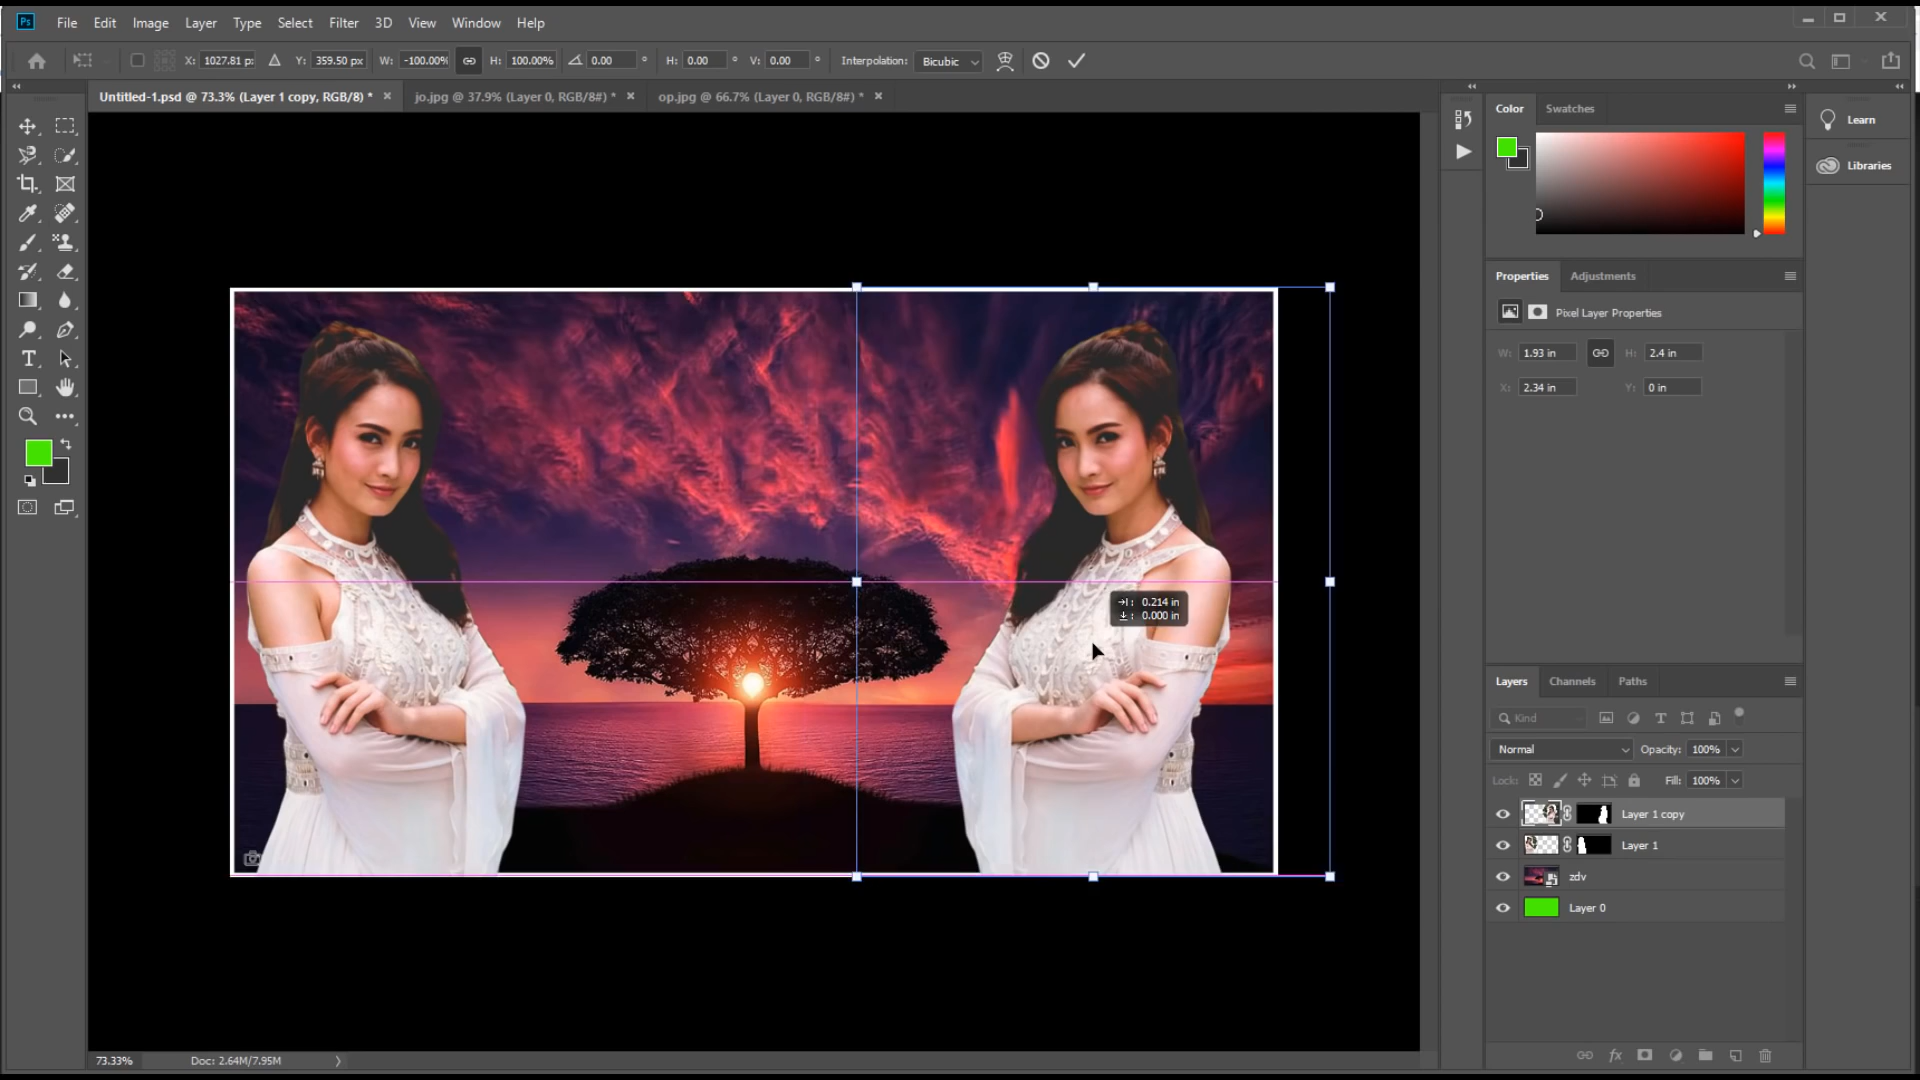 Ps File Edit Image Layer Type Select Filter 3D View Window Help
X: 1027.81 p: Y: 359.50 px W: -100.00% H: 100.00% 0.00 ° H: 0.00 ° V: 0.00 ° Interpolation: Bicubic
Untitled-1.psd @ 73.3% (Layer 1 copy, RGB/8) * jo.jpg @ 37.9% (Layer 0, RGB/8#) * op.jpg @ 66.7% (Layer 0, RGB/8#) *
Color Swatches
Learn
Libraries
Properties Adjustments
Pixel Layer Properties
W: 1.93 in H: 2.4 in
X: 2.34 in Y: 0 in
: 0.214 in
: 0.000 in
Layers Channels Paths
Kind
Normal Opacity: 100%
Lock: Fill: 100%
Layer 1 copy
Layer 1
zdv
Layer 0
73.33% Doc: 2.64M/7.95M